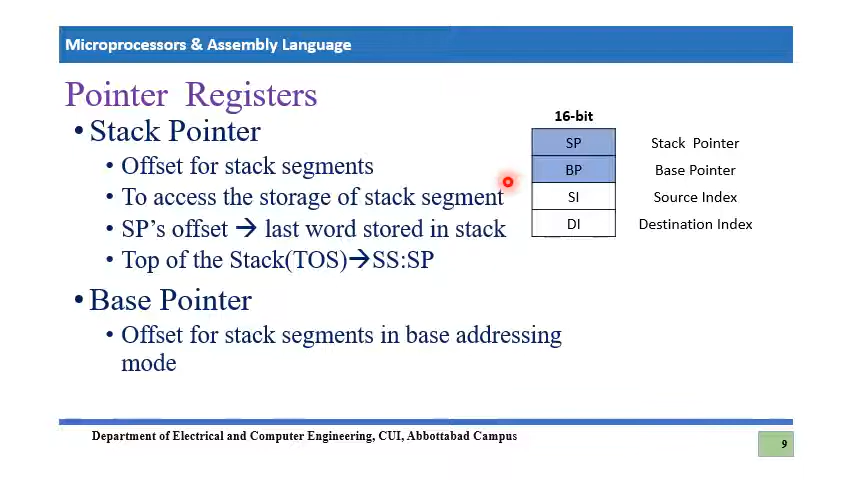 Microprocessors & Assembly Language
Pointer Registers
• Stack Pointer
• Offset for stack segments
• To access the storage of stack segment
• SP’s offset → last word stored in stack
• Top of the Stack(TOS)→SS:SP
• Base Pointer
• Offset for stack segments in base addressing
mode
16-bit
SP Stack Pointer
BP Base Pointer
SI Source Index
DI Destination Index
Department of Electrical and Computer Engineering, CUI, Abbottabad Campus
9